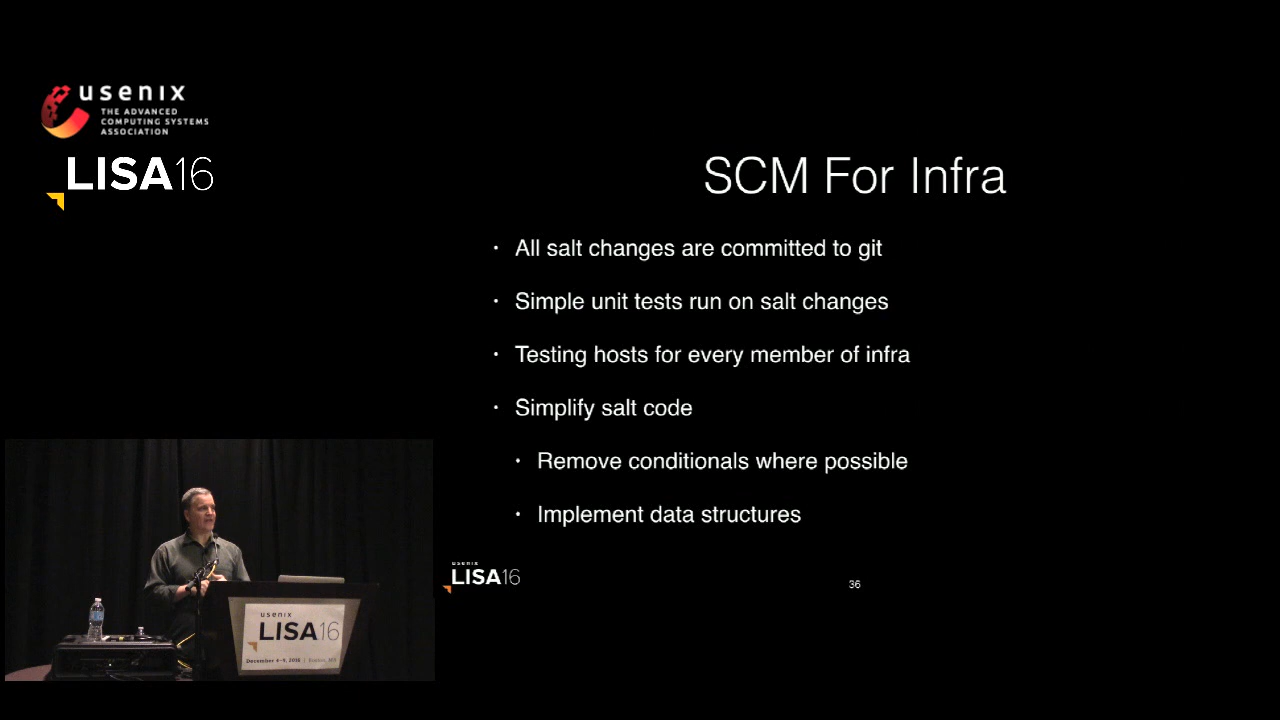 usenix
THE ADVANCED
COMPUTING SYSTEMS
ASSOCIATION
LISA16
SCM For Infra
· All salt changes are committed to git
· Simple unit tests run on salt changes
· Testing hosts for every member of infra
· Simplify salt code
· Remove conditionals where possible
· Implement data structures
usenix
LISA16
36
usenix
LISA16